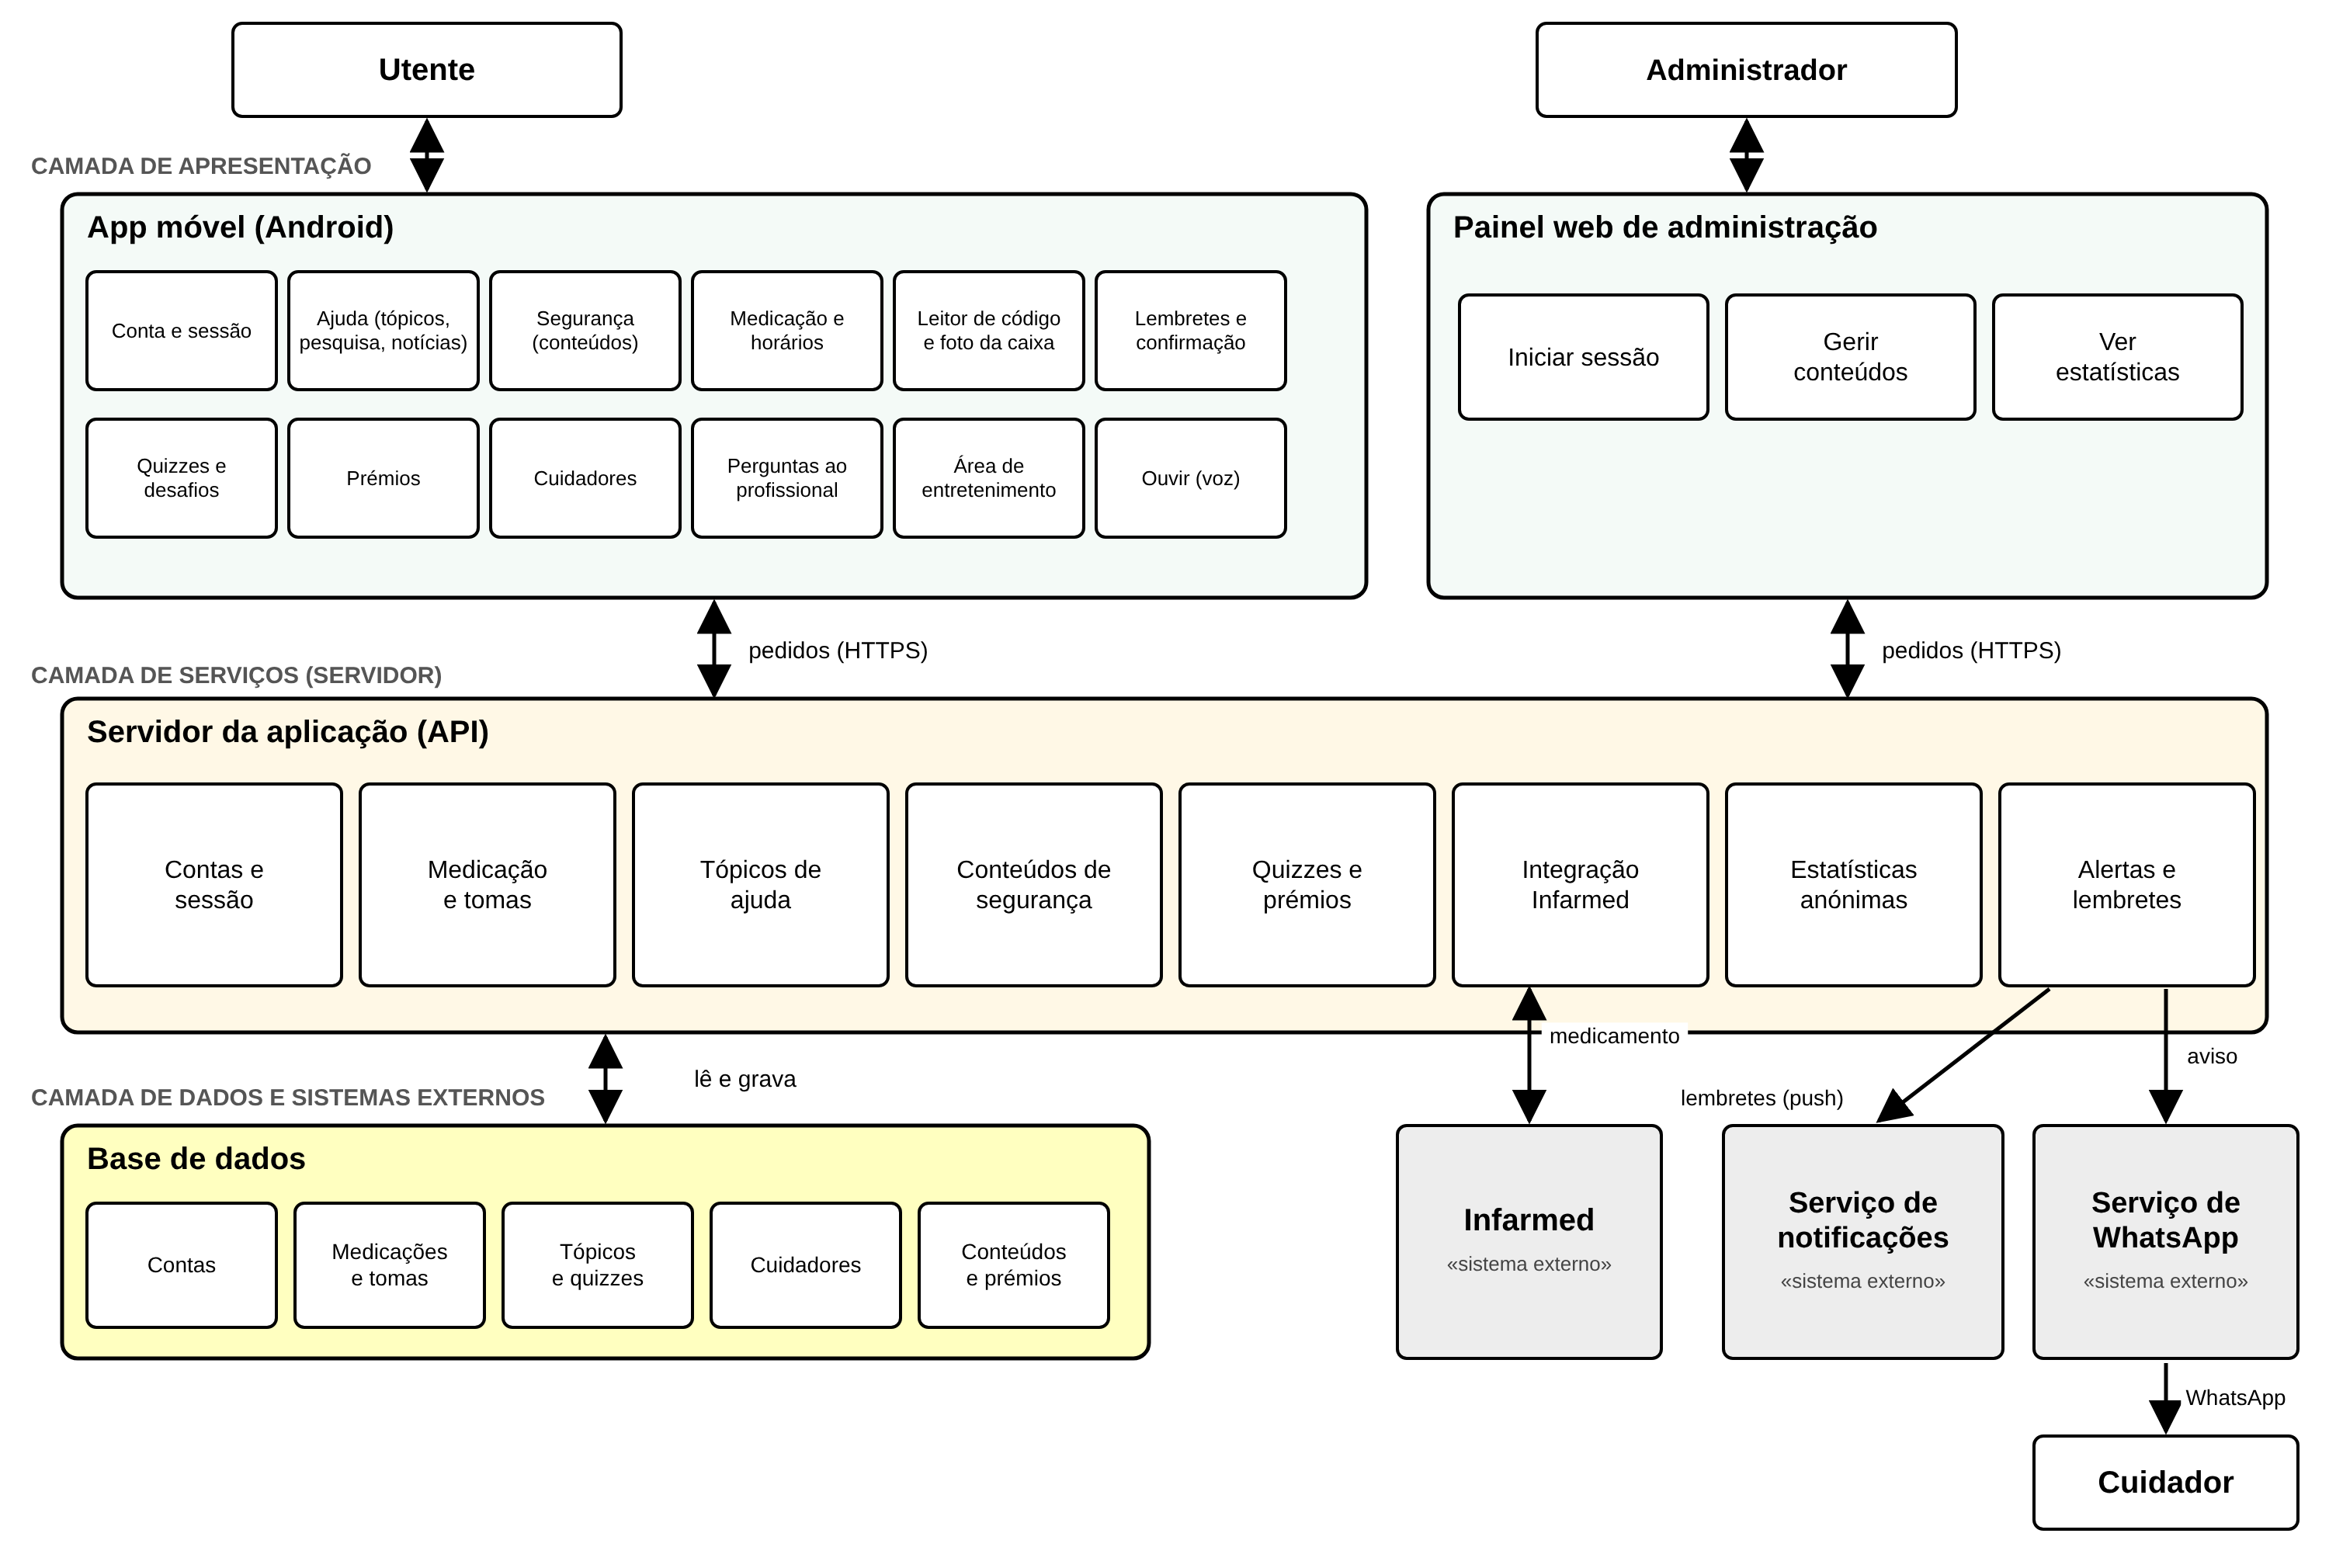 Utente
Administrador
CAMADA DE APRESENTAÇÃO
App móvel (Android)
Conta e sessão
Ajuda (tópicos,
pesquisa, notícias)
Segurança
(conteúdos)
Medicação e
horários
Leitor de código
e foto da caixa
Lembretes e
confirmação
Quizzes e
desafios
Prémios
Cuidadores
Perguntas ao
profissional
Área de
entretenimento
Ouvir (voz)
Painel web de administração
Iniciar sessão
Gerir
conteúdos
Ver
estatísticas
pedidos (HTTPS)
pedidos (HTTPS)
CAMADA DE SERVIÇOS (SERVIDOR)
Servidor da aplicação (API)
Contas e
sessão
Medicação
e tomas
Tópicos de
ajuda
Conteúdos de
segurança
Quizzes e
prémios
Integração
Infarmed
Estatísticas
anónimas
Alertas e
lembretes
medicamento
aviso
lê e grava
lembretes (push)
CAMADA DE DADOS E SISTEMAS EXTERNOS
Base de dados
Contas
Medicações
e tomas
Tópicos
e quizzes
Cuidadores
Conteúdos
e prémios
Infarmed
«sistema externo»
Serviço de
notificações
«sistema externo»
Serviço de
WhatsApp
«sistema externo»
WhatsApp
Cuidador